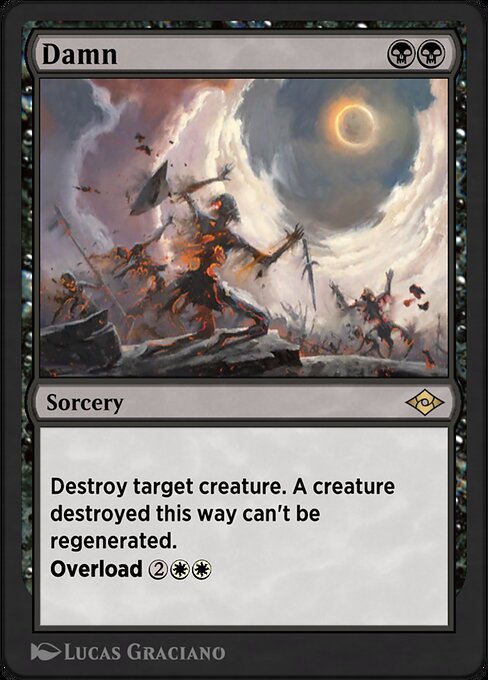 Damn
Sorcery
Destroy target creature. A creature
destroyed this way can't be
regenerated.
Overload 2
Lucas Graciano